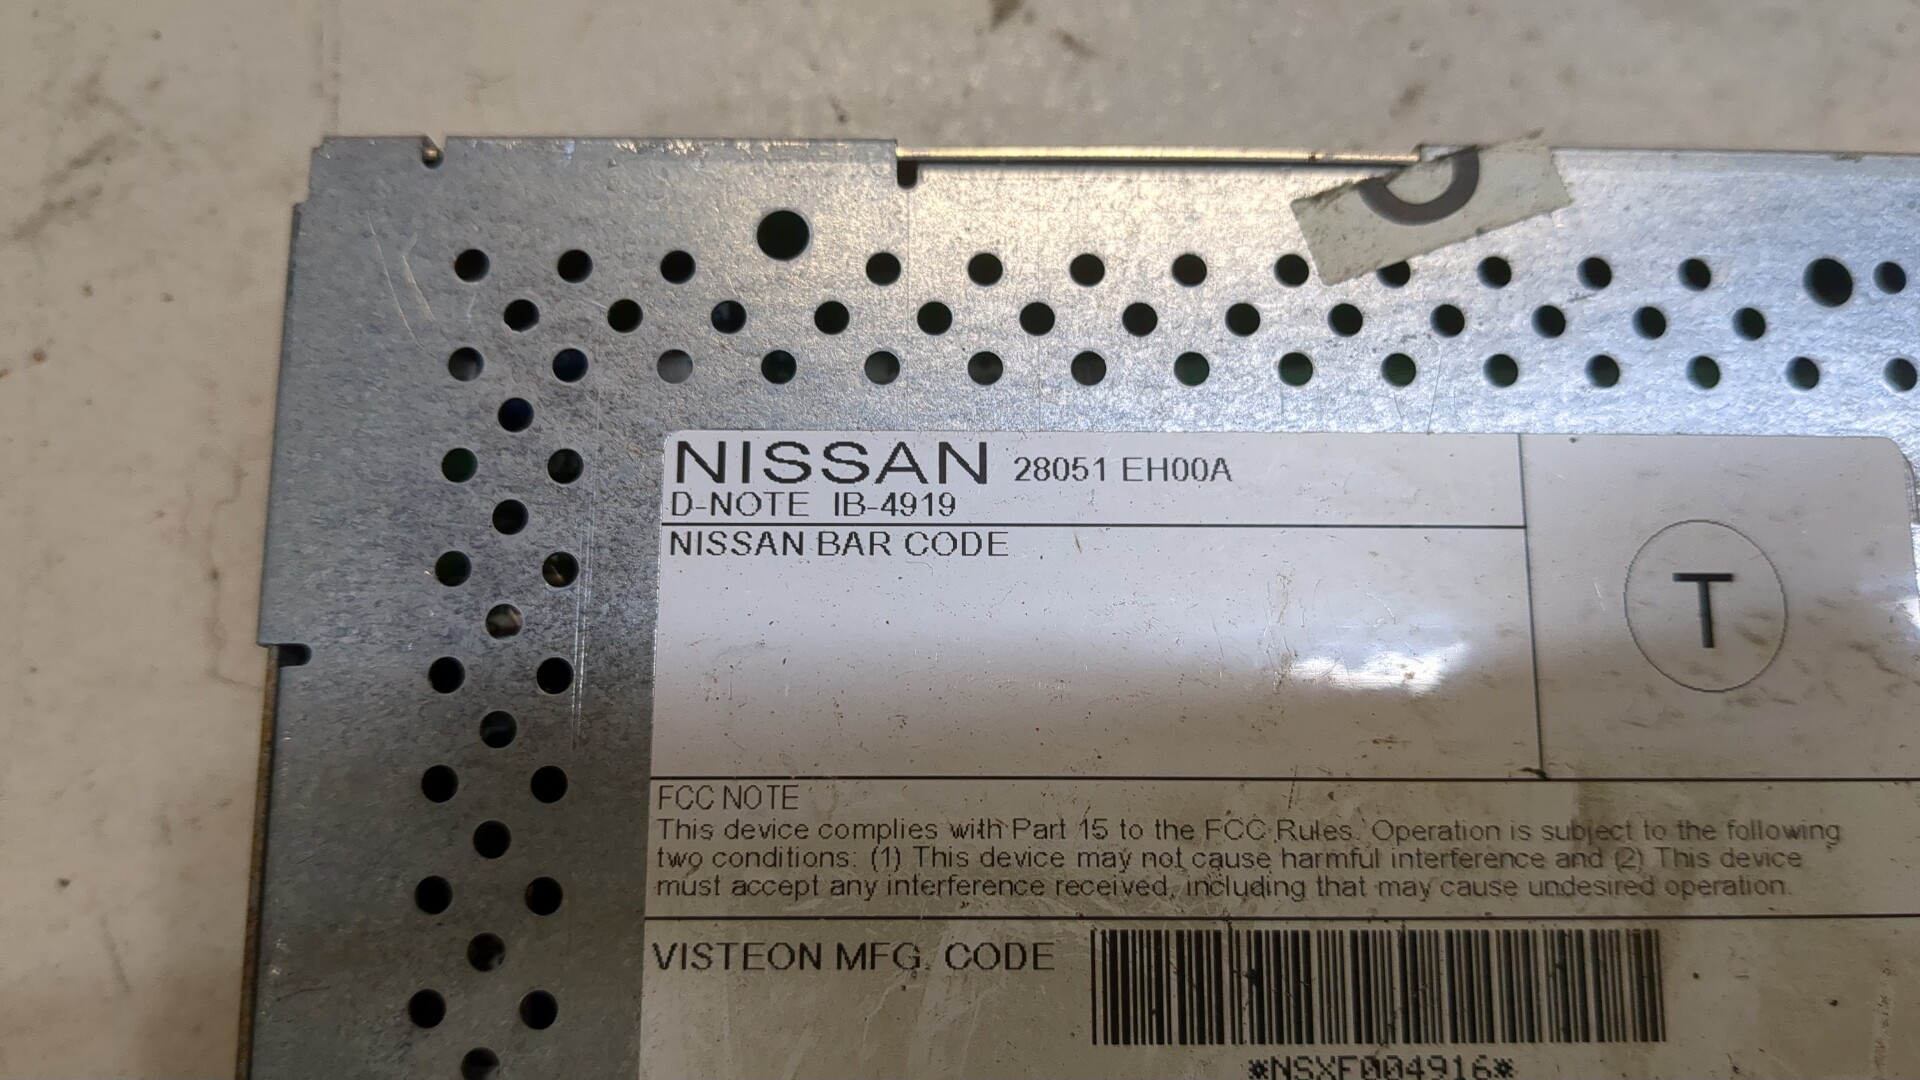 NISSAN 28051 EH00A
D-NOTE IB-4919
NISSAN BAR CODE
T
FCC NOTE
This device complies with Part 15 to the FCC Rules. Operation is subject to the following
two conditions: (1) This device may not cause harmful interference and (2) This device
must accept any interference received, including that may cause undesired operation.
VISTEON MFG. CODE
*NSXF004916*